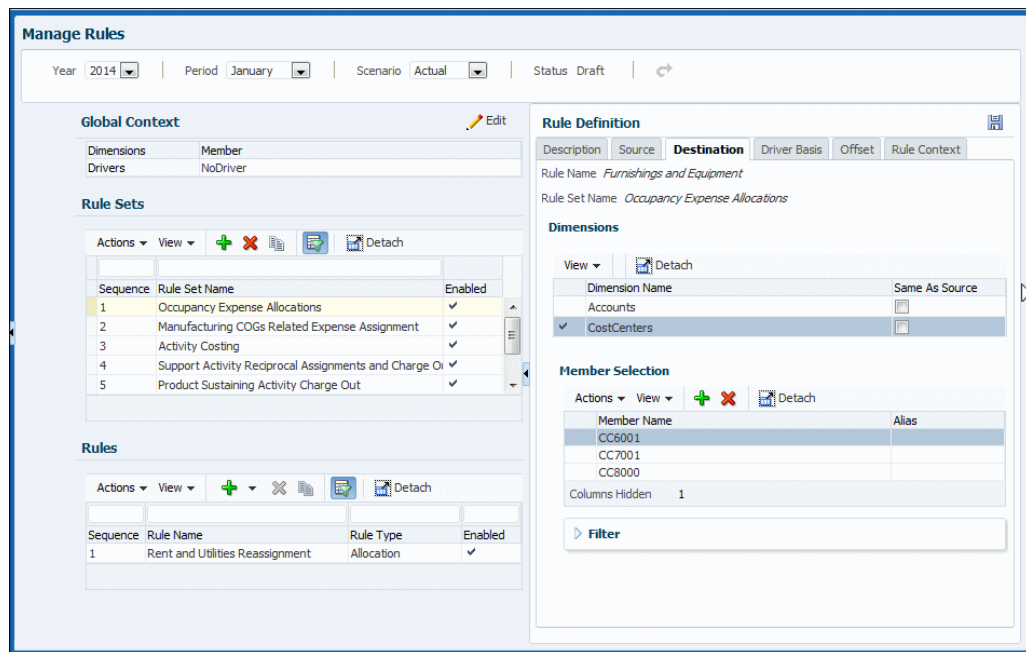 Manage Rules
Year 2014 Period January Scenario Actual Status Draft
Global Context Edit
Dimensions Member
Drivers NoDriver
Rule Sets
Actions View Detach
Sequence Rule Set Name Enabled
1 Occupancy Expense Allocations
2 Manufacturing COGs Related Expense Assignment
3 Activity Costing
4 Support Activity Reciprocal Assignments and Charge
5 Product Sustaining Activity Charge Out
Rules
Actions View Detach
Sequence Rule Name Rule Type Enabled
1 Rent and Utilities Reassignment Allocation
Rule Definition
Description Source Destination Driver Basis Offset Rule Context
Rule Name Furnishings and Equipment
Rule Set Name Occupancy Expense Allocations
Dimensions
View Detach
Dimension Name Same As Source
Accounts
CostCenters
Member Selection
Actions View Detach
Member Name Alias
CC6001
CC7001
CC8000
Columns Hidden 1
Filter